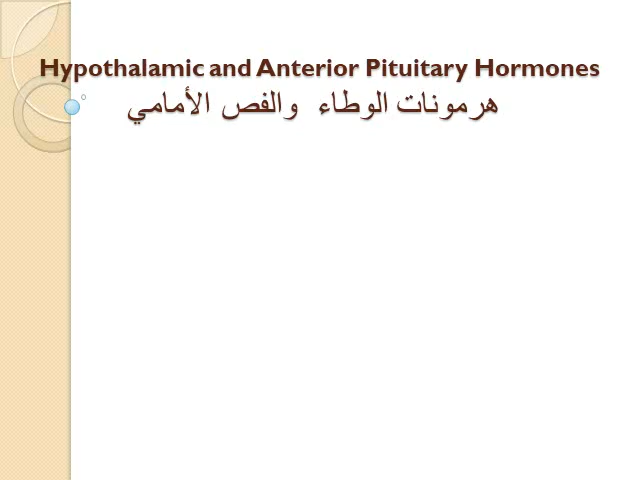 Hypothalamic and Anterior Pituitary Hormones
هرمونات الوطاء والفص الأمامي